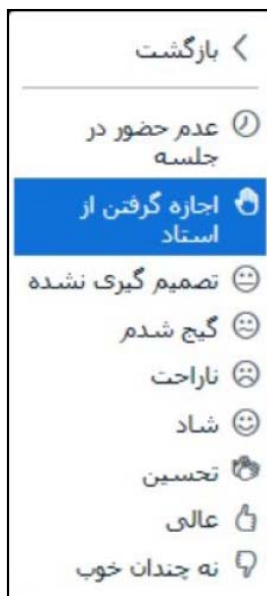 بازگشت
عدم حضور در
جلسه
اجازه گرفتن از
استاد
تصمیم گیری نشده
گیج شدم
ناراحت
شاد
تحسین
عالی
نه چندان خوب